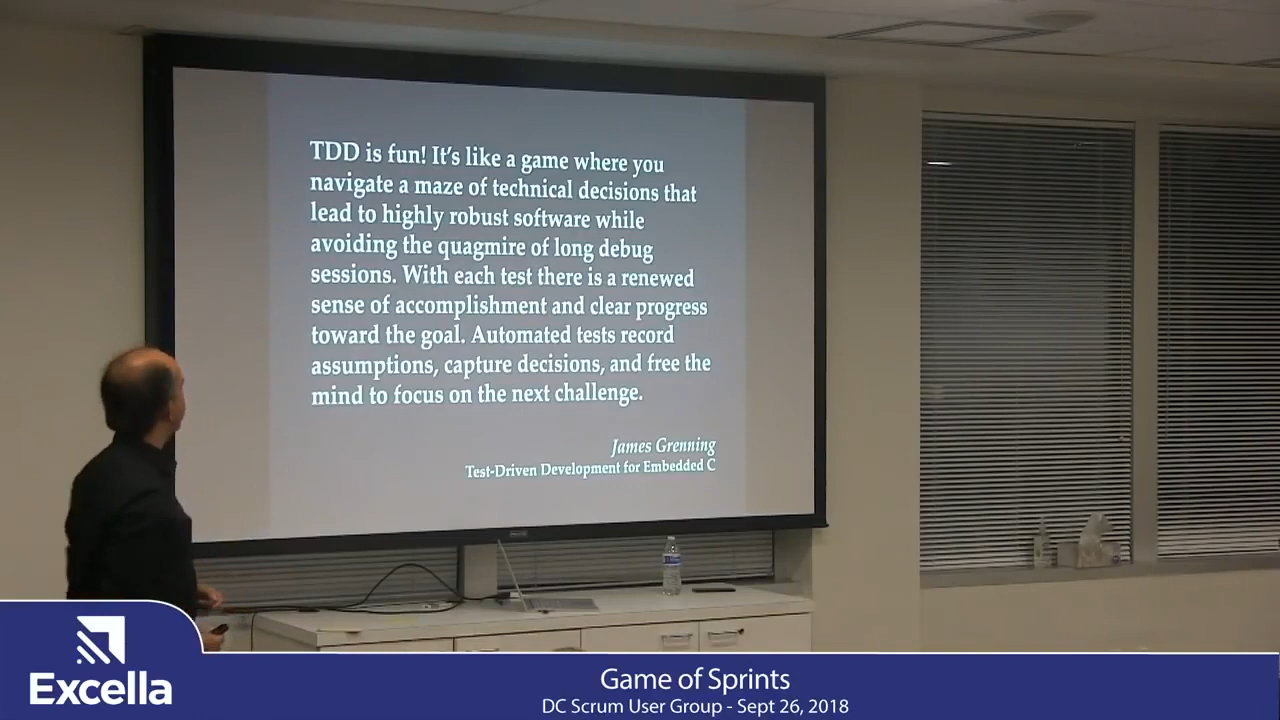 TDD is fun! It's like a game where you
navigate a maze of technical decisions that
lead to highly robust software while
avoiding the quagmire of long debug
sessions. With each test there is a renewed
sense of accomplishment and clear progress
toward the goal. Automated tests record
assumptions, capture decisions, and free the
mind to focus on the next challenge.
James Grenning
Test-Driven Development for Embedded C
Excella
Game of Sprints
DC Scrum User Group - Sept 26, 2018